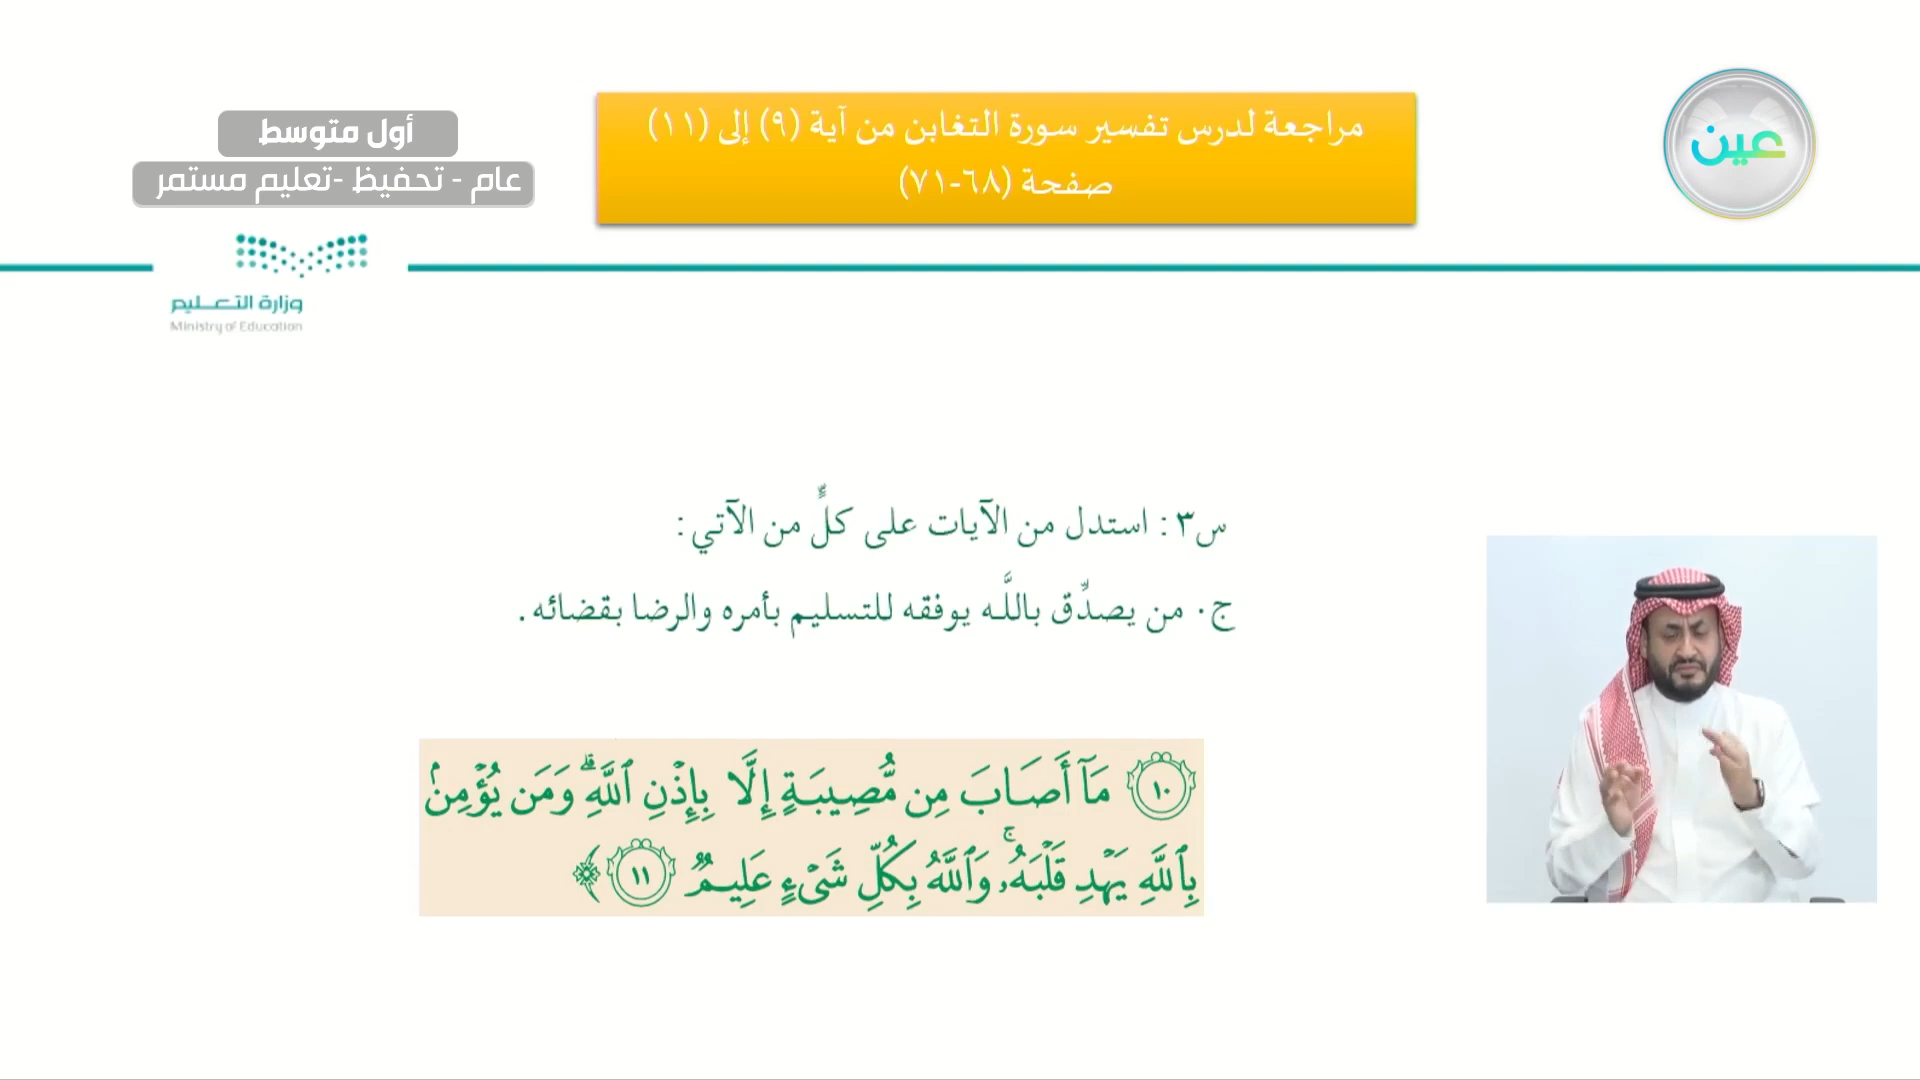 مراجعة لدرس تفسير سورة التغابن من آية (٩) إلى (١١)
صفحة (٦٨-٧١)
عين
أول متوسط
عام - تحفيظ -تعليم مستمر
وزارة التعليم
Ministry of Education
س٣: استدل من الآيات على كلٍّ من الآتي:
ج٠ من يصدِّق باللَّه يوفقه للتسليم بأمره والرضا بقضائه.
١٠ مَآ أَصَابَ مِن مُّصِيبَةٍ إِلَّا بِإِذْنِ ٱللَّهِۗ وَمَن يُؤْمِنۢ
بِٱللَّهِ يَهْدِ قَلْبَهُۥۚ وَٱللَّهُ بِكُلِّ شَىْءٍ عَلِيمٌ ١١ ﴾